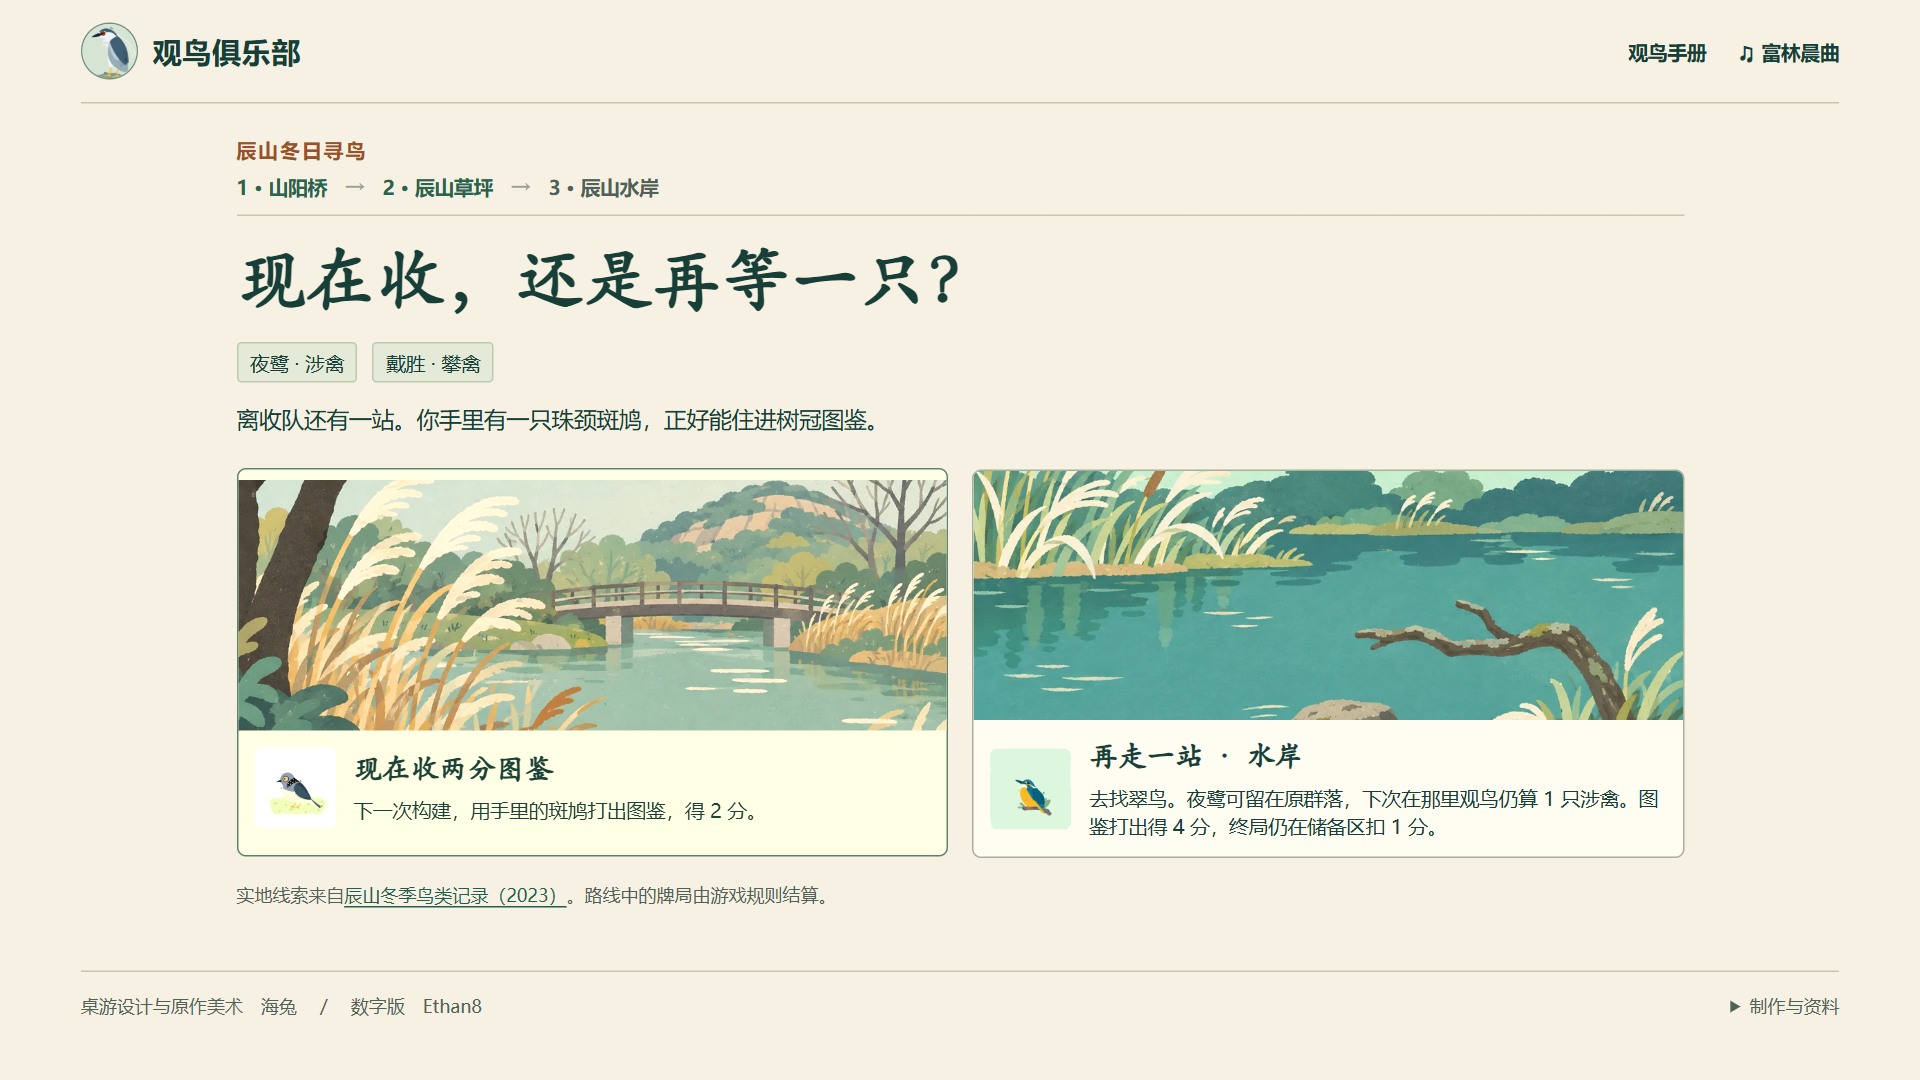 观鸟俱乐部
观鸟手册
♫ 富林晨曲
辰山冬日寻鸟
1 • 山阳桥 → 2 • 辰山草坪 → 3 • 辰山水岸
现在收，还是再等一只？
夜鹭 · 涉禽
戴胜 · 攀禽
离收队还有一站。你手里有一只珠颈斑鸠，正好能住进树冠图鉴。
现在收两分图鉴
下一次构建，用手里的斑鸠打出图鉴，得 2 分。
再走一站 · 水岸
去找翠鸟。夜鹭可留在原群落，下次在那里观鸟仍算 1 只涉禽。图
鉴打出得 4 分，终局仍在储备区扣 1 分。
实地线索来自辰山冬季鸟类记录（2023）。路线中的牌局由游戏规则结算。
桌游设计与原作美术 海兔 / 数字版 Ethan8
▶ 制作与资料